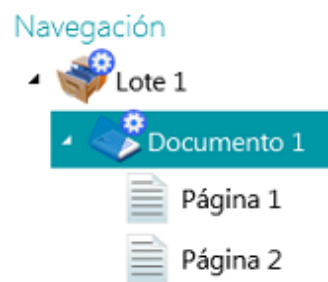 Navegación
Lote 1
Documento 1
Página 1
Página 2